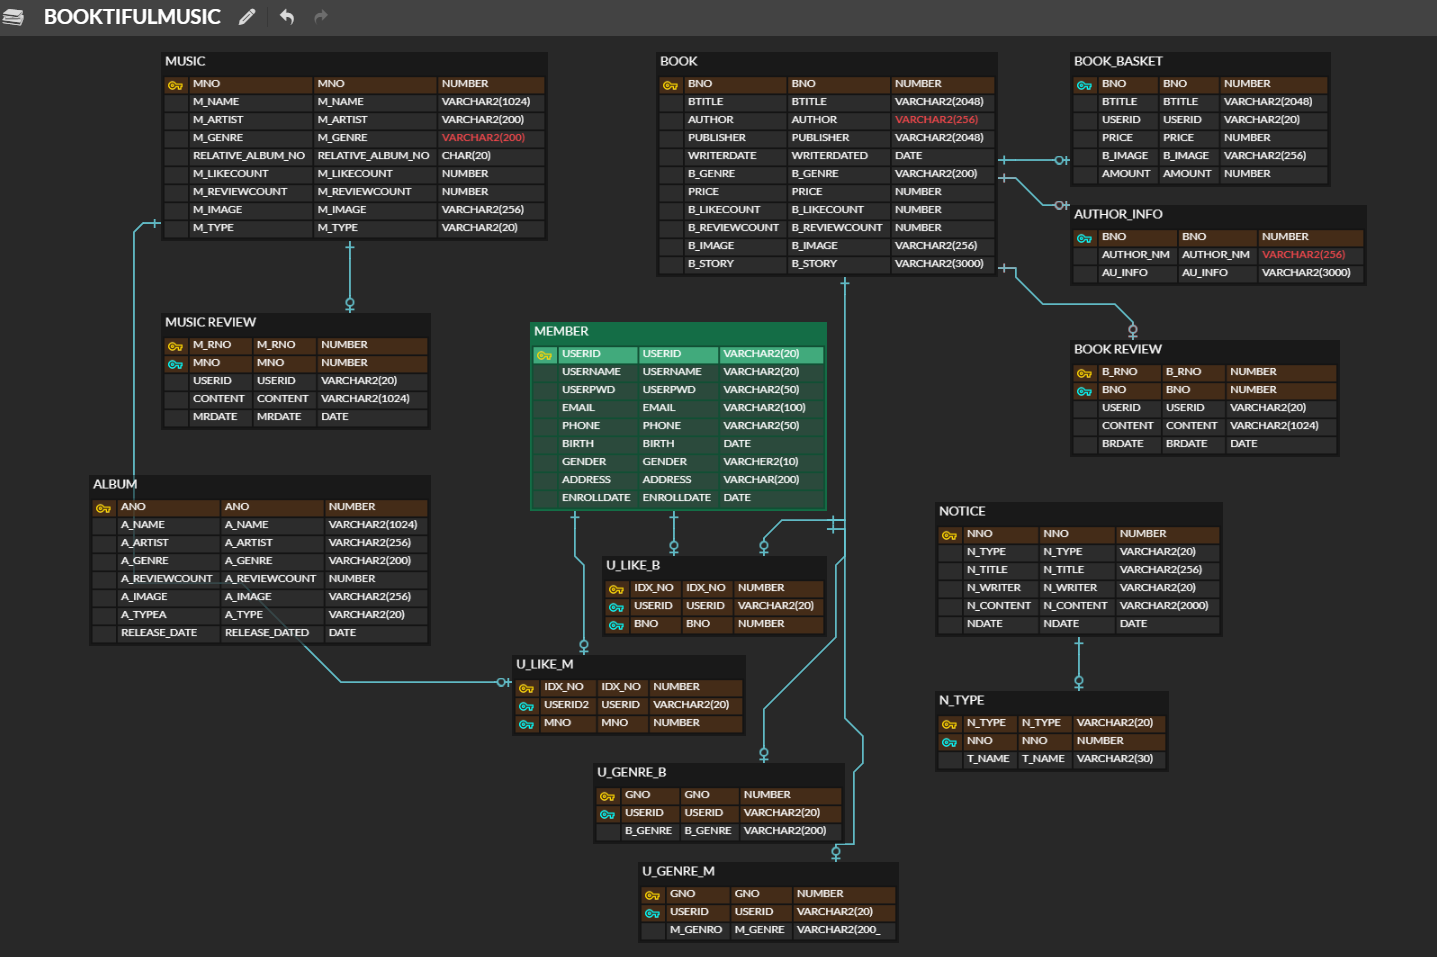 BOOKTIFULMUSIC
MUSIC
MNO MNO NUMBER
M_NAME M_NAME VARCHAR2(1024)
M_ARTIST M_ARTIST VARCHAR2(200)
M_GENRE M_GENRE VARCHAR2(200)
RELATIVE_ALBUM_NO RELATIVE_ALBUM_NO CHAR(20)
M_LIKECOUNT M_LIKECOUNT NUMBER
M_REVIEWCOUNT M_REVIEWCOUNT NUMBER
M_IMAGE M_IMAGE VARCHAR2(256)
M_TYPE M_TYPE VARCHAR2(20)
BOOK
BNO BNO NUMBER
BTITLE BTITLE VARCHAR2(2048)
AUTHOR AUTHOR VARCHAR2(256)
PUBLISHER PUBLISHER VARCHAR2(2048)
WRITERDATE WRITERDATED DATE
B_GENRE B_GENRE VARCHAR2(200)
PRICE PRICE NUMBER
B_LIKECOUNT B_LIKECOUNT NUMBER
B_REVIEWCOUNT B_REVIEWCOUNT NUMBER
B_IMAGE B_IMAGE VARCHAR2(256)
B_STORY B_STORY VARCHAR2(3000)
BOOK_BASKET
BNO BNO NUMBER
BTITLE BTITLE VARCHAR2(2048)
USERID USERID VARCHAR2(20)
PRICE PRICE NUMBER
B_IMAGE B_IMAGE VARCHAR2(256)
AMOUNT AMOUNT NUMBER
AUTHOR_INFO
BNO BNO NUMBER
AUTHOR_NM AUTHOR_NM VARCHAR2(256)
AU_INFO AU_INFO VARCHAR2(3000)
MUSIC REVIEW
M_RNO M_RNO NUMBER
MNO MNO NUMBER
USERID USERID VARCHAR2(20)
CONTENT CONTENT VARCHAR2(1024)
MRDATE MRDATE DATE
MEMBER
USERID USERID VARCHAR2(20)
USERNAME USERNAME VARCHAR2(20)
USERPWD USERPWD VARCHAR2(50)
EMAIL EMAIL VARCHAR2(100)
PHONE PHONE VARCHAR2(50)
BIRTH BIRTH DATE
GENDER GENDER VARCHER2(10)
ADDRESS ADDRESS VARCHAR(200)
ENROLLDATE ENROLLDATE DATE
BOOK REVIEW
B_RNO B_RNO NUMBER
BNO BNO NUMBER
USERID USERID VARCHAR2(20)
CONTENT CONTENT VARCHAR2(1024)
BRDATE BRDATE DATE
ALBUM
ANO ANO NUMBER
A_NAME A_NAME VARCHAR2(1024)
A_ARTIST A_ARTIST VARCHAR2(256)
A_GENRE A_GENRE VARCHAR2(200)
A_REVIEWCOUNT A_REVIEWCOUNT NUMBER
A_IMAGE A_IMAGE VARCHAR2(256)
A_TYPEA A_TYPE VARCHAR2(20)
RELEASE_DATE RELEASE_DATED DATE
NOTICE
NNO NNO NUMBER
N_TYPE N_TYPE VARCHAR2(20)
N_TITLE N_TITLE VARCHAR2(256)
N_WRITER N_WRITER VARCHAR2(20)
N_CONTENT N_CONTENT VARCHAR2(2000)
NDATE NDATE DATE
U_LIKE_B
IDX_NO IDX_NO NUMBER
USERID USERID VARCHAR2(20)
BNO BNO NUMBER
U_LIKE_M
IDX_NO IDX_NO NUMBER
USERID2 USERID VARCHAR2(20)
MNO MNO NUMBER
N_TYPE
N_TYPE N_TYPE VARCHAR2(20)
NNO NNO NUMBER
T_NAME T_NAME VARCHAR2(30)
U_GENRE_B
GNO GNO NUMBER
USERID USERID VARCHAR2(20)
B_GENRE B_GENRE VARCHAR2(200)
U_GENRE_M
GNO GNO NUMBER
USERID USERID VARCHAR2(20)
M_GENRO M_GENRE VARCHAR2(200_